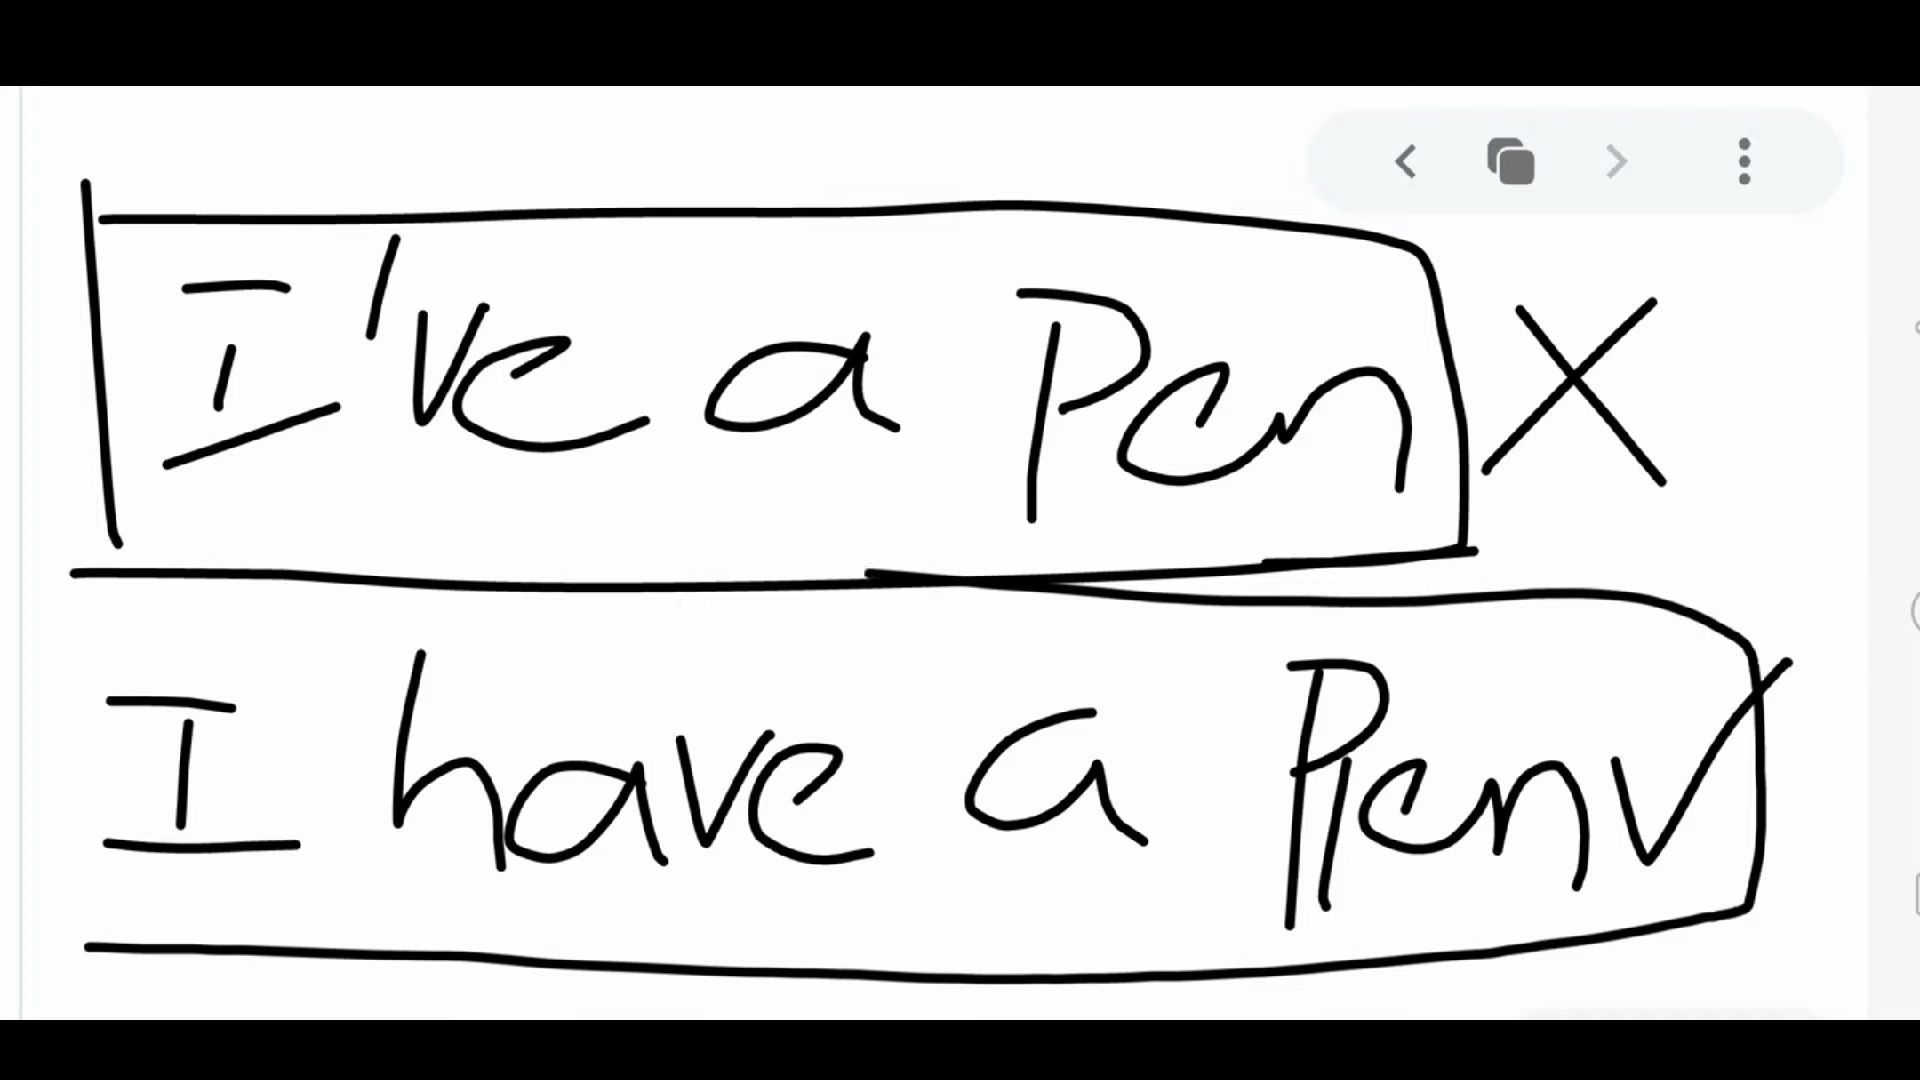 I've a Pen X
I have a Pen ✓